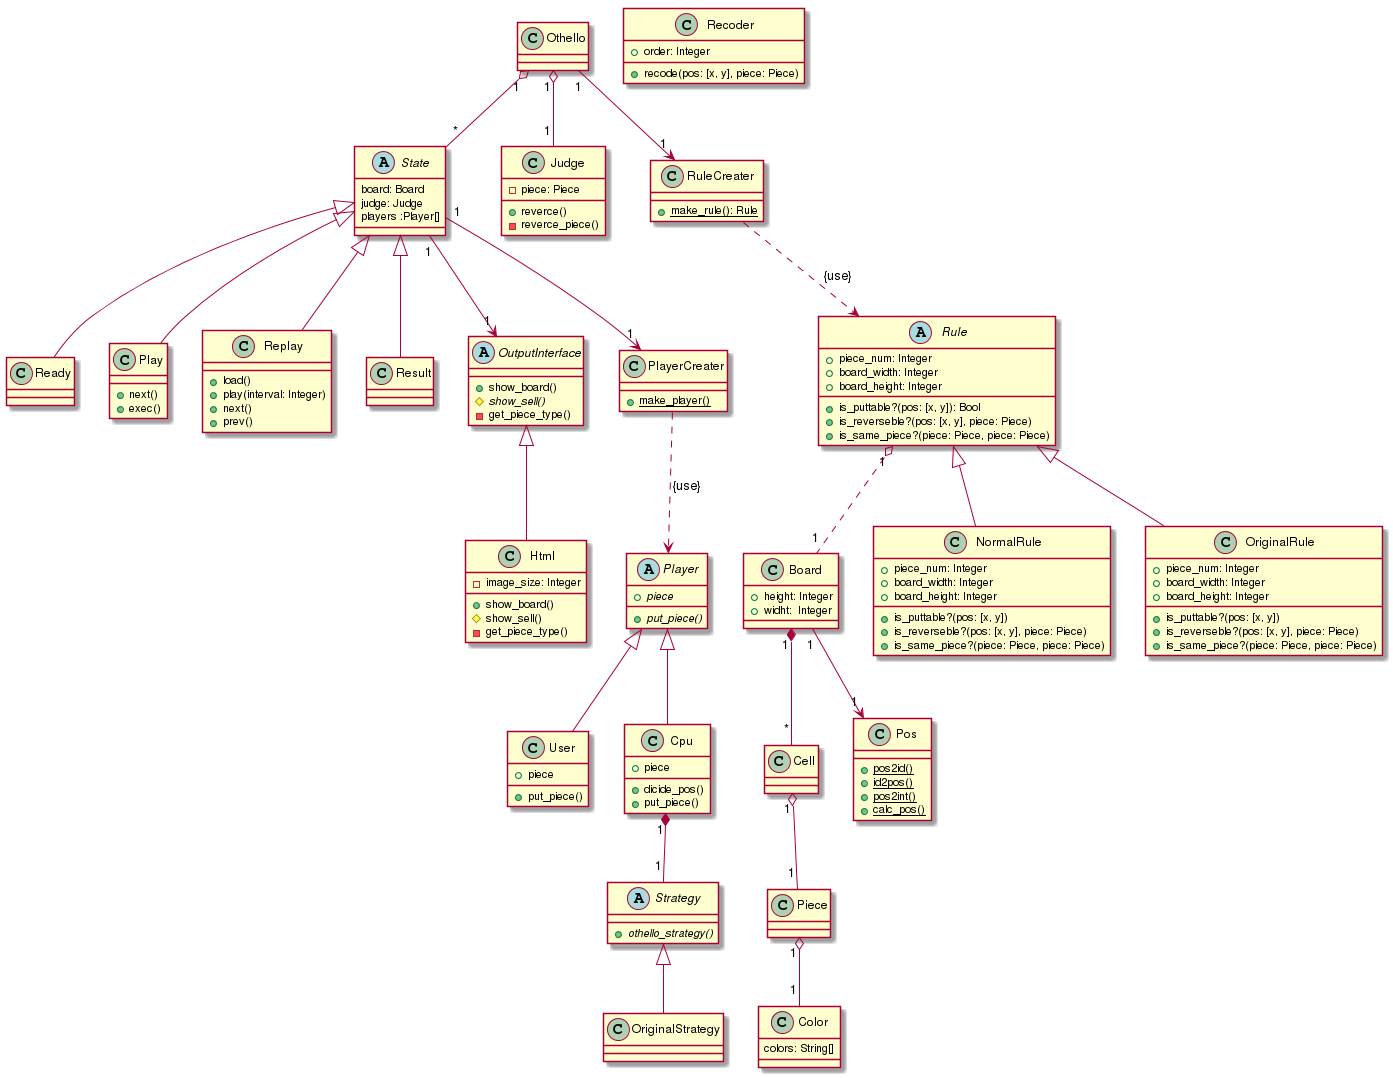 C Othello
C Recoder
order: Integer
recode(pos: [x, y], piece: Piece)
1
1
1
*
1
1
A State
board: Board
judge: Judge
players :Player[]
C Judge
piece: Piece
reverce()
reverce_piece()
C RuleCreater
make_rule(): Rule
1
1
{use}
1
1
C Ready
C Play
next()
exec()
C Replay
load()
play(interval: Integer)
next()
prev()
C Result
A OutputInterface
show_board()
show_sell()
get_piece_type()
C PlayerCreater
make_player()
A Rule
piece_num: Integer
board_width: Integer
board_height: Integer
is_puttable?(pos: [x, y]): Bool
is_reverseble?(pos: [x, y], piece: Piece)
is_same_piece?(piece: Piece, piece: Piece)
1
{use}
1
C Html
image_size: Integer
show_board()
show_sell()
get_piece_type()
A Player
piece
put_piece()
C Board
height: Integer
widht: Integer
C NormalRule
piece_num: Integer
board_width: Integer
board_height: Integer
is_puttable?(pos: [x, y])
is_reverseble?(pos: [x, y], piece: Piece)
is_same_piece?(piece: Piece, piece: Piece)
C OriginalRule
piece_num: Integer
board_width: Integer
board_height: Integer
is_puttable?(pos: [x, y])
is_reverseble?(pos: [x, y], piece: Piece)
is_same_piece?(piece: Piece, piece: Piece)
1
1
*
1
C User
piece
put_piece()
C Cpu
piece
dicide_pos()
put_piece()
C Cell
C Pos
pos2id()
id2pos()
pos2int()
calc_pos()
1
1
1
1
A Strategy
othello_strategy()
C Piece
1
1
C OriginalStrategy
C Color
colors: String[]